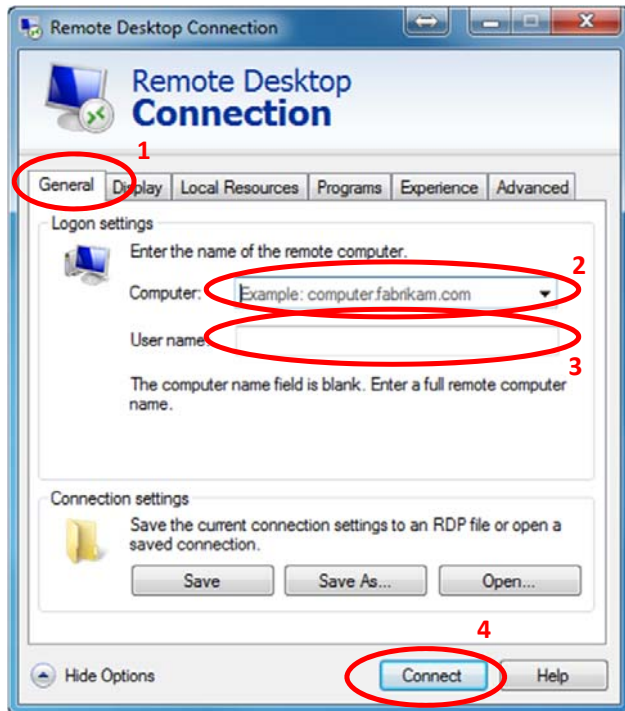 Remote Desktop Connection
Remote Desktop
Connection
1
General Display Local Resources Programs Experience Advanced
Logon settings
Enter the name of the remote computer.
2
Computer: Example: computer.fabrikam.com
User name:
3
The computer name field is blank. Enter a full remote computer
name.
Connection settings
Save the current connection settings to an RDP file or open a
saved connection.
Save Save As... Open...
4
Hide Options Connect Help